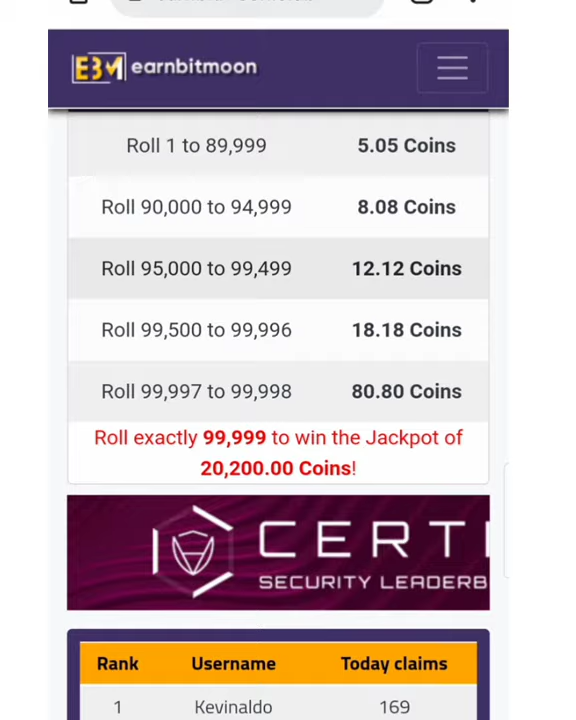 EBM earnbitmoon
Roll 1 to 89,999 5.05 Coins
Roll 90,000 to 94,999 8.08 Coins
Roll 95,000 to 99,499 12.12 Coins
Roll 99,500 to 99,996 18.18 Coins
Roll 99,997 to 99,998 80.80 Coins
Roll exactly 99,999 to win the Jackpot of
20,200.00 Coins!
CERTI
SECURITY LEADERB
Rank Username Today claims
1 Kevinaldo 169